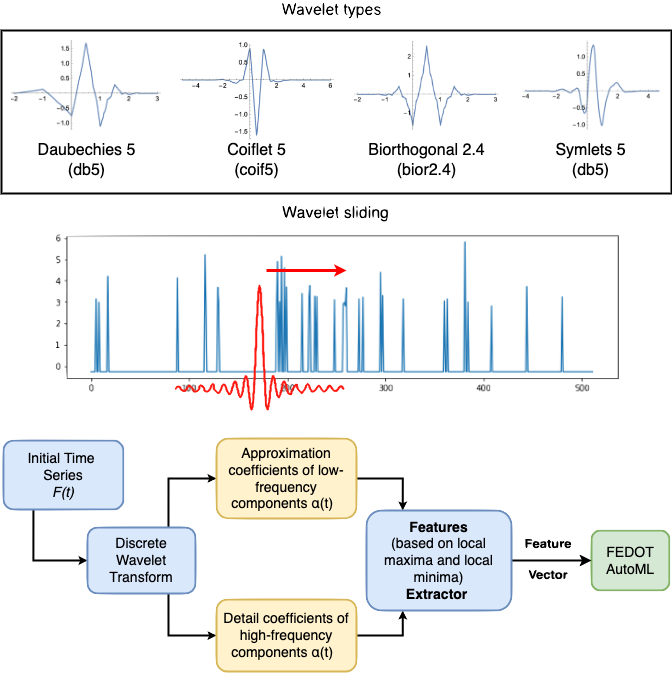 Wavelet types
1.5
1.0
0.5
-0.5
-1.0
-2 -1 1 2 3
1.0
0.5
-0.5
-1.0
-1.5
-4 -2 2 4 6
2
1
-1
-2 -1 1 2 3
1.0
0.5
-0.5
-1.0
-4 -2 2 4
Daubechies 5
(db5)
Coiflet 5
(coif5)
Biorthogonal 2.4
(bior2.4)
Symlets 5
(db5)
Wavelet sliding
6
5
4
3
2
1
0
0 100 200 300 400 500
Initial Time
Series
F(t)
Discrete
Wavelet
Transform
Approximation
coefficients of low-
frequency
components α(t)
Detail coefficients of
high-frequency
components α(t)
Features
(based on local
maxima and local
minima)
Extractor
Feature
Vector
FEDOT
AutoML